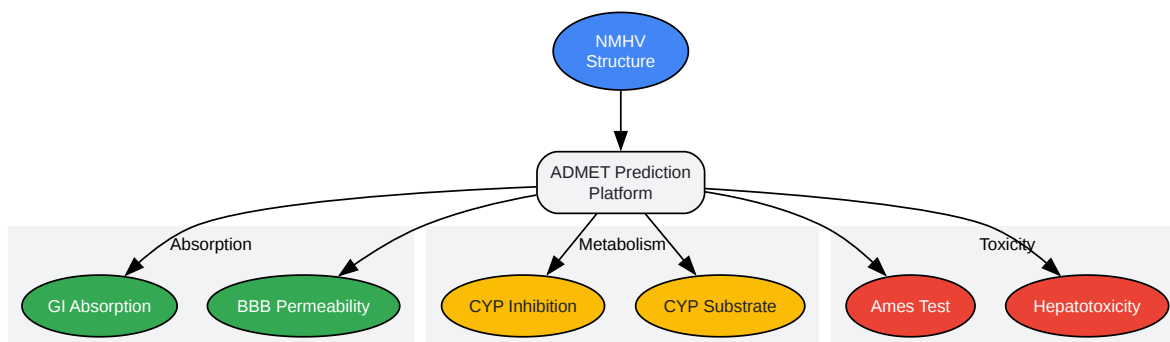 NMHV
Structure
ADMET Prediction
Platform
Absorption
Metabolism
Toxicity
GI Absorption
BBB Permeability
CYP Inhibition
CYP Substrate
Ames Test
Hepatotoxicity